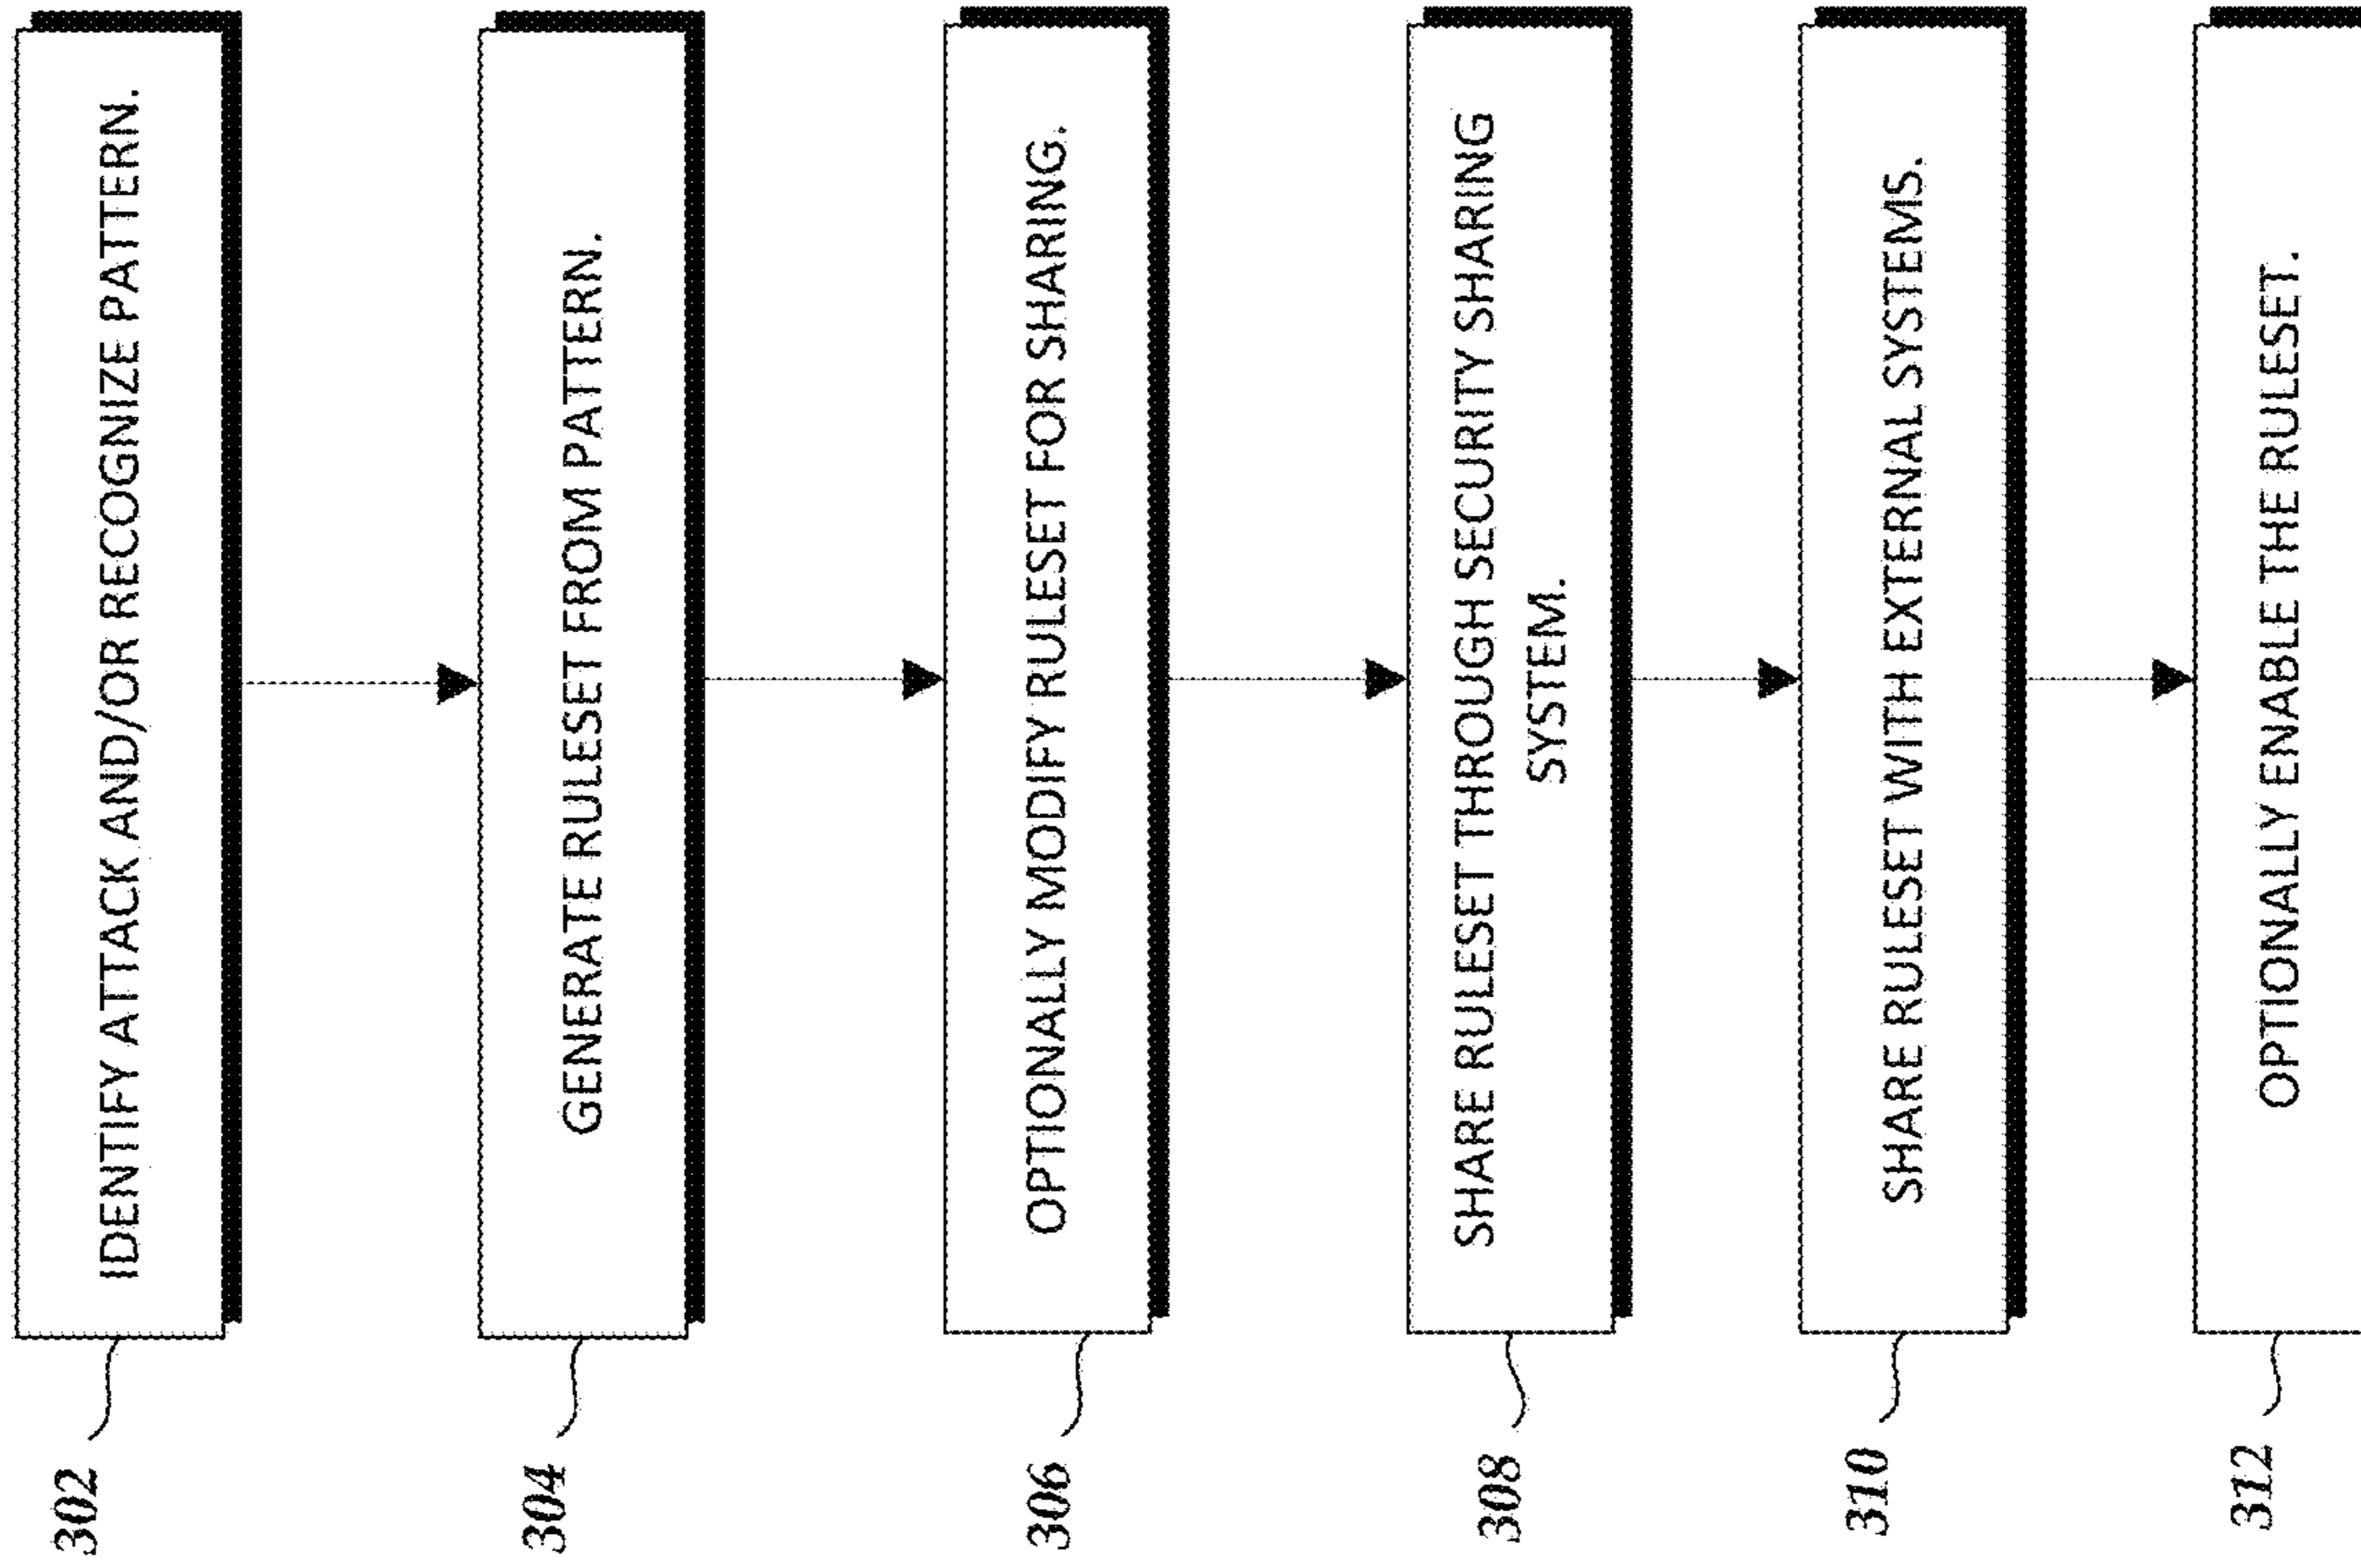 302
IDENTIFY ATTACK AND/OR RECOGNIZE PATTERN.
304
GENERATE RULESET FROM PATTERN.
306
OPTIONALLY MODIFY RULESET FOR SHARING.
308
SHARE RULESET THROUGH SECURITY SHARING
SYSTEM.
310
SHARE RULESET WITH EXTERNAL SYSTEMS.
312
OPTIONALLY ENABLE THE RULESET.